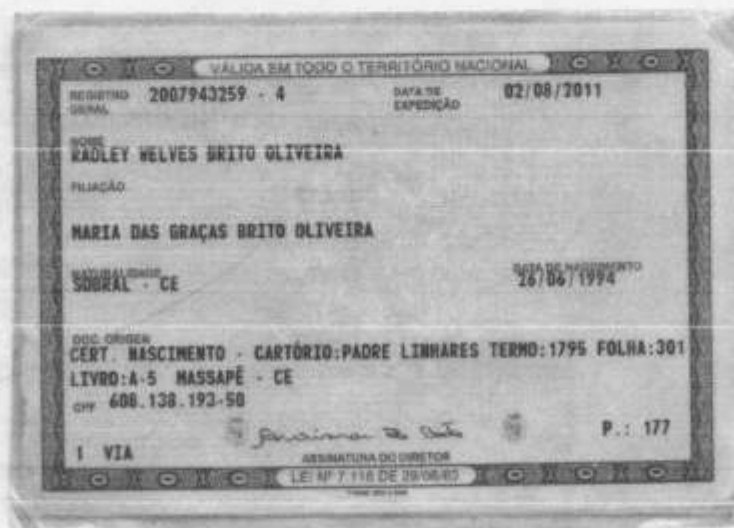 VÁLIDA EM TODO O TERRITÓRIO NACIONAL
REGISTRO GERAL 2007943259 - 4 DATA DE EXPEDIÇÃO 02/08/2011
NOME
RADLEY WELVES BRITO OLIVEIRA
FILIAÇÃO
MARIA DAS GRAÇAS BRITO OLIVEIRA
NATURALIDADE DATA DE NASCIMENTO
SOBRAL - CE 26/06/1994
DOC. ORIGEM
CERT. NASCIMENTO - CARTÓRIO:PADRE LINHARES TERMO:1795 FOLHA:301
LIVRO:A-5 MASSAPÊ - CE
CPF 608.138.193-50
P.: 177
1 VIA
ASSINATURA DO DIRETOR
LEI Nº 7.116 DE 29/08/83